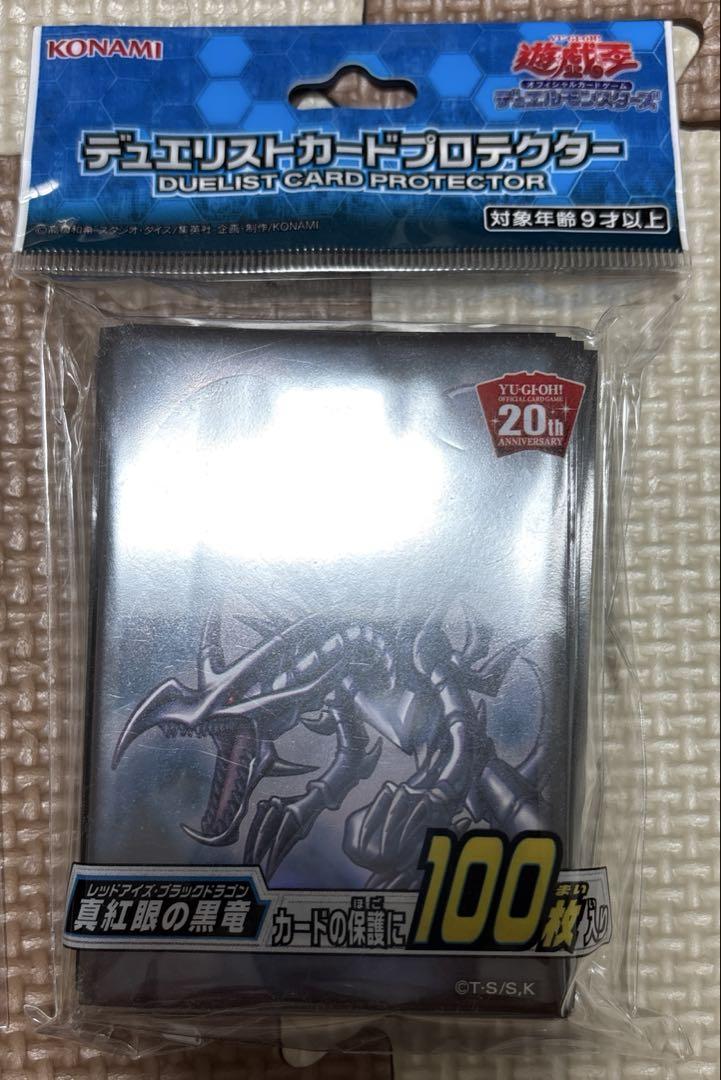 KONAMI
YU-GI-OH!
遊戯王
オフィシャルカードゲーム
デュエルモンスターズ
デュエリストカードプロテクター
DUELIST CARD PROTECTOR
©高橋和希 スタジオ・ダイス/集英社 企画・制作/KONAMI
対象年齢9才以上
YU-GI-OH!
OFFICIAL CARD GAME
20th
ANNIVERSARY
レッドアイズ・ブラックドラゴン
真紅眼の黒竜
ほご
まい
カードの保護に100枚入り
©T・S/S,K